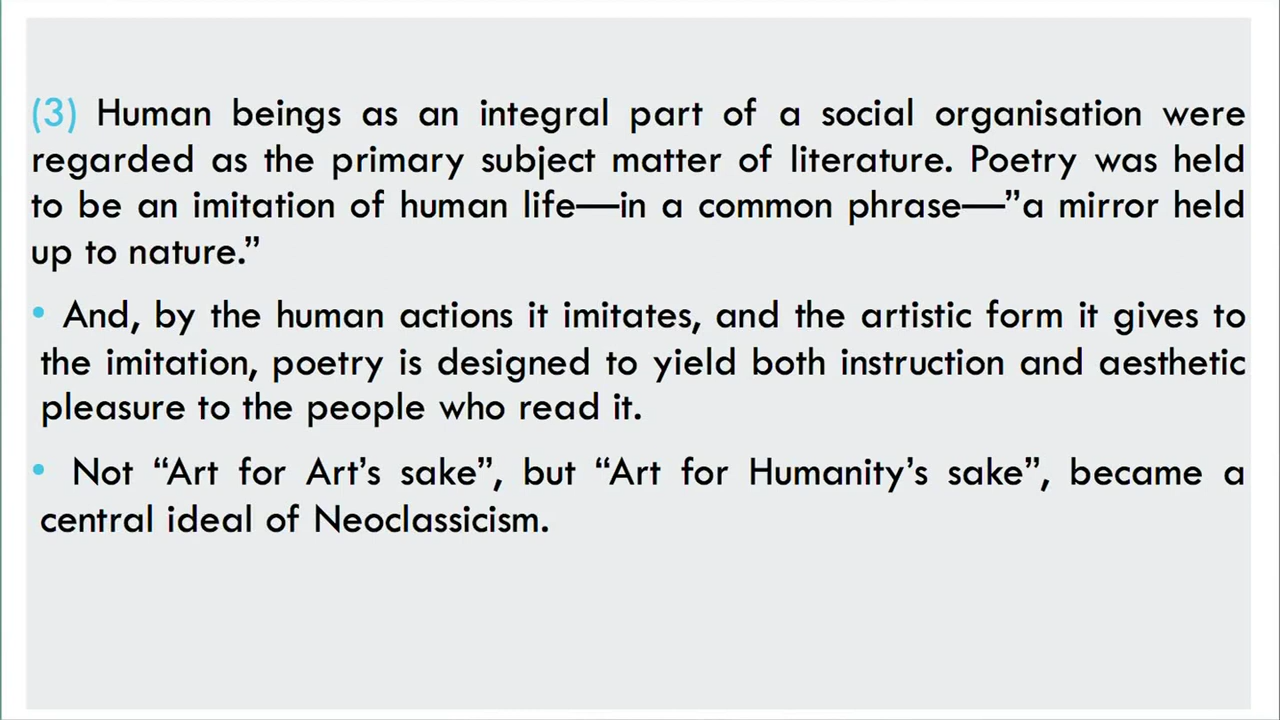 (3) Human beings as an integral part of a social organisation were
regarded as the primary subject matter of literature. Poetry was held
to be an imitation of human life—in a common phrase—”a mirror held
up to nature.”
• And, by the human actions it imitates, and the artistic form it gives to
the imitation, poetry is designed to yield both instruction and aesthetic
pleasure to the people who read it.
• Not “Art for Art’s sake”, but “Art for Humanity’s sake”, became a
central ideal of Neoclassicism.